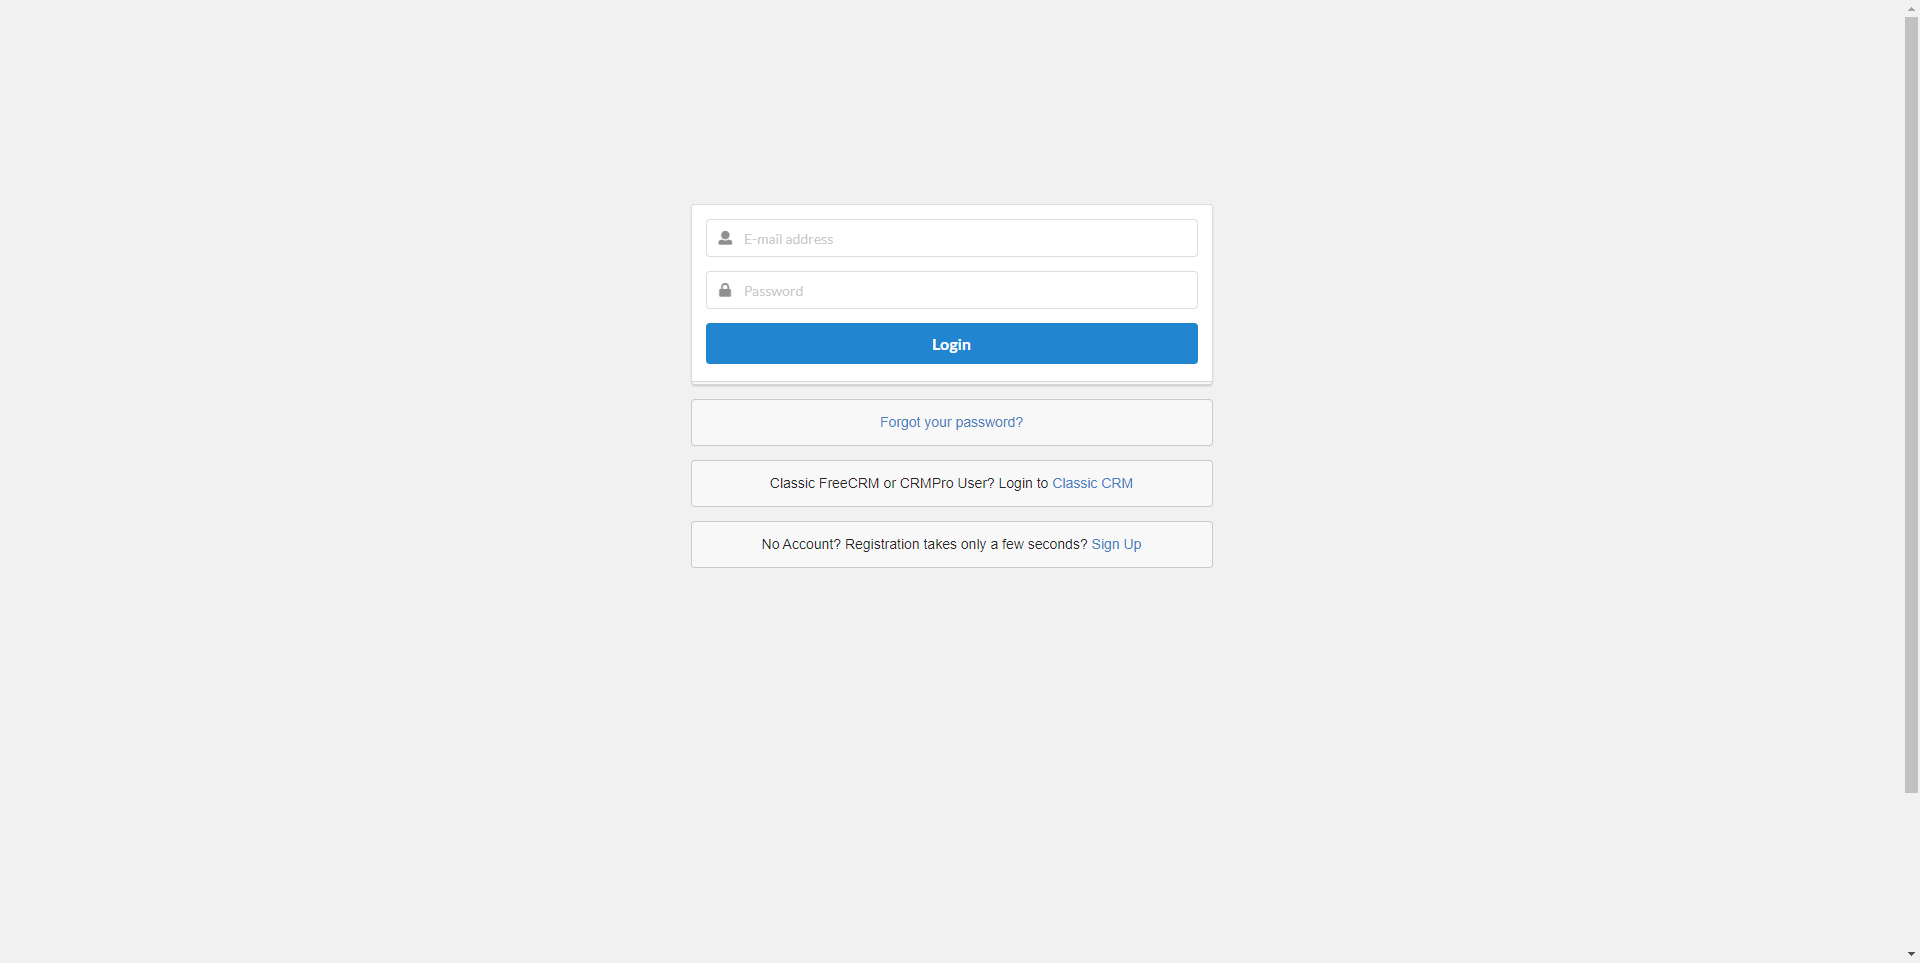 E-mail address
Password
Login
Forgot your password?
Classic FreeCRM or CRMPro User? Login to Classic CRM
No Account? Registration takes only a few seconds? Sign Up